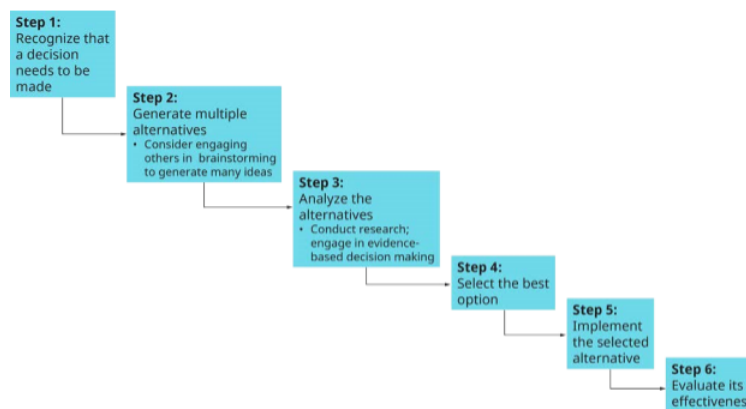 Step 1:
Recognize that
a decision
needs to be
made
Step 2:
Generate multiple
alternatives
• Consider engaging
others in brainstorming
to generate many ideas
Step 3:
Analyze the
alternatives
• Conduct research;
engage in evidence-
based decision making
Step 4:
Select the best
option
Step 5:
Implement
the selected
alternative
Step 6:
Evaluate its
effectivenes